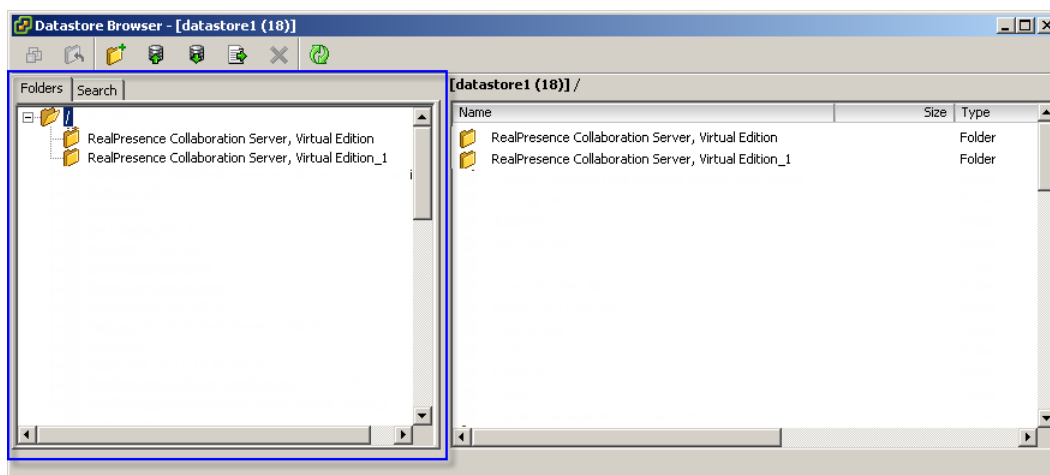 Datastore Browser - [datastore1 (18)]
Folders Search
[datastore1 (18)] /
/
RealPresence Collaboration Server, Virtual Edition
RealPresence Collaboration Server, Virtual Edition_1
Name Size Type
RealPresence Collaboration Server, Virtual Edition Folder
RealPresence Collaboration Server, Virtual Edition_1 Folder